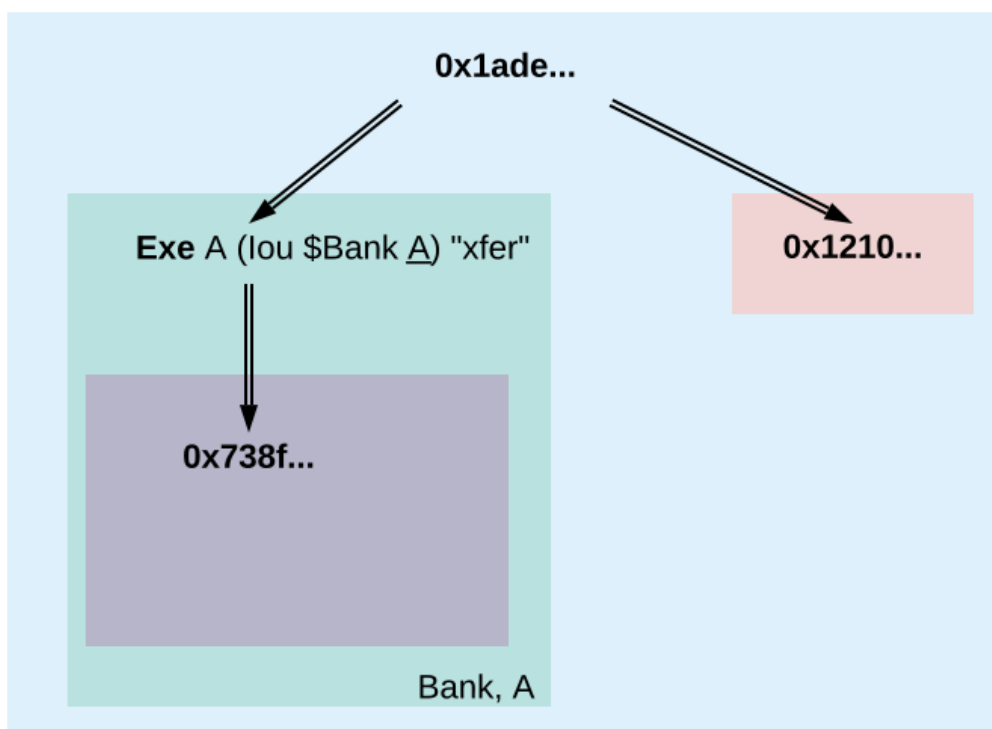 0x1ade...
Exe A (Iou $Bank A) "xfer"
0x1210...
0x738f...
Bank, A